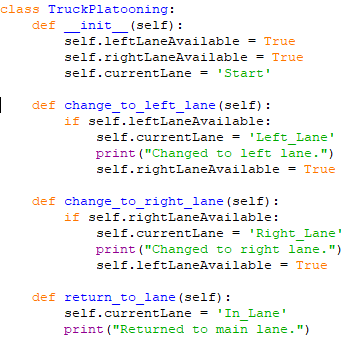 class TruckPlatooning:
    def __init__(self):
        self.leftLaneAvailable = True
        self.rightLaneAvailable = True
        self.currentLane = 'Start'

    def change_to_left_lane(self):
        if self.leftLaneAvailable:
            self.currentLane = 'Left_Lane'
            print("Changed to left lane.")
            self.rightLaneAvailable = True

    def change_to_right_lane(self):
        if self.rightLaneAvailable:
            self.currentLane = 'Right_Lane'
            print("Changed to right lane.")
            self.leftLaneAvailable = True

    def return_to_lane(self):
        self.currentLane = 'In_Lane'
        print("Returned to main lane.")